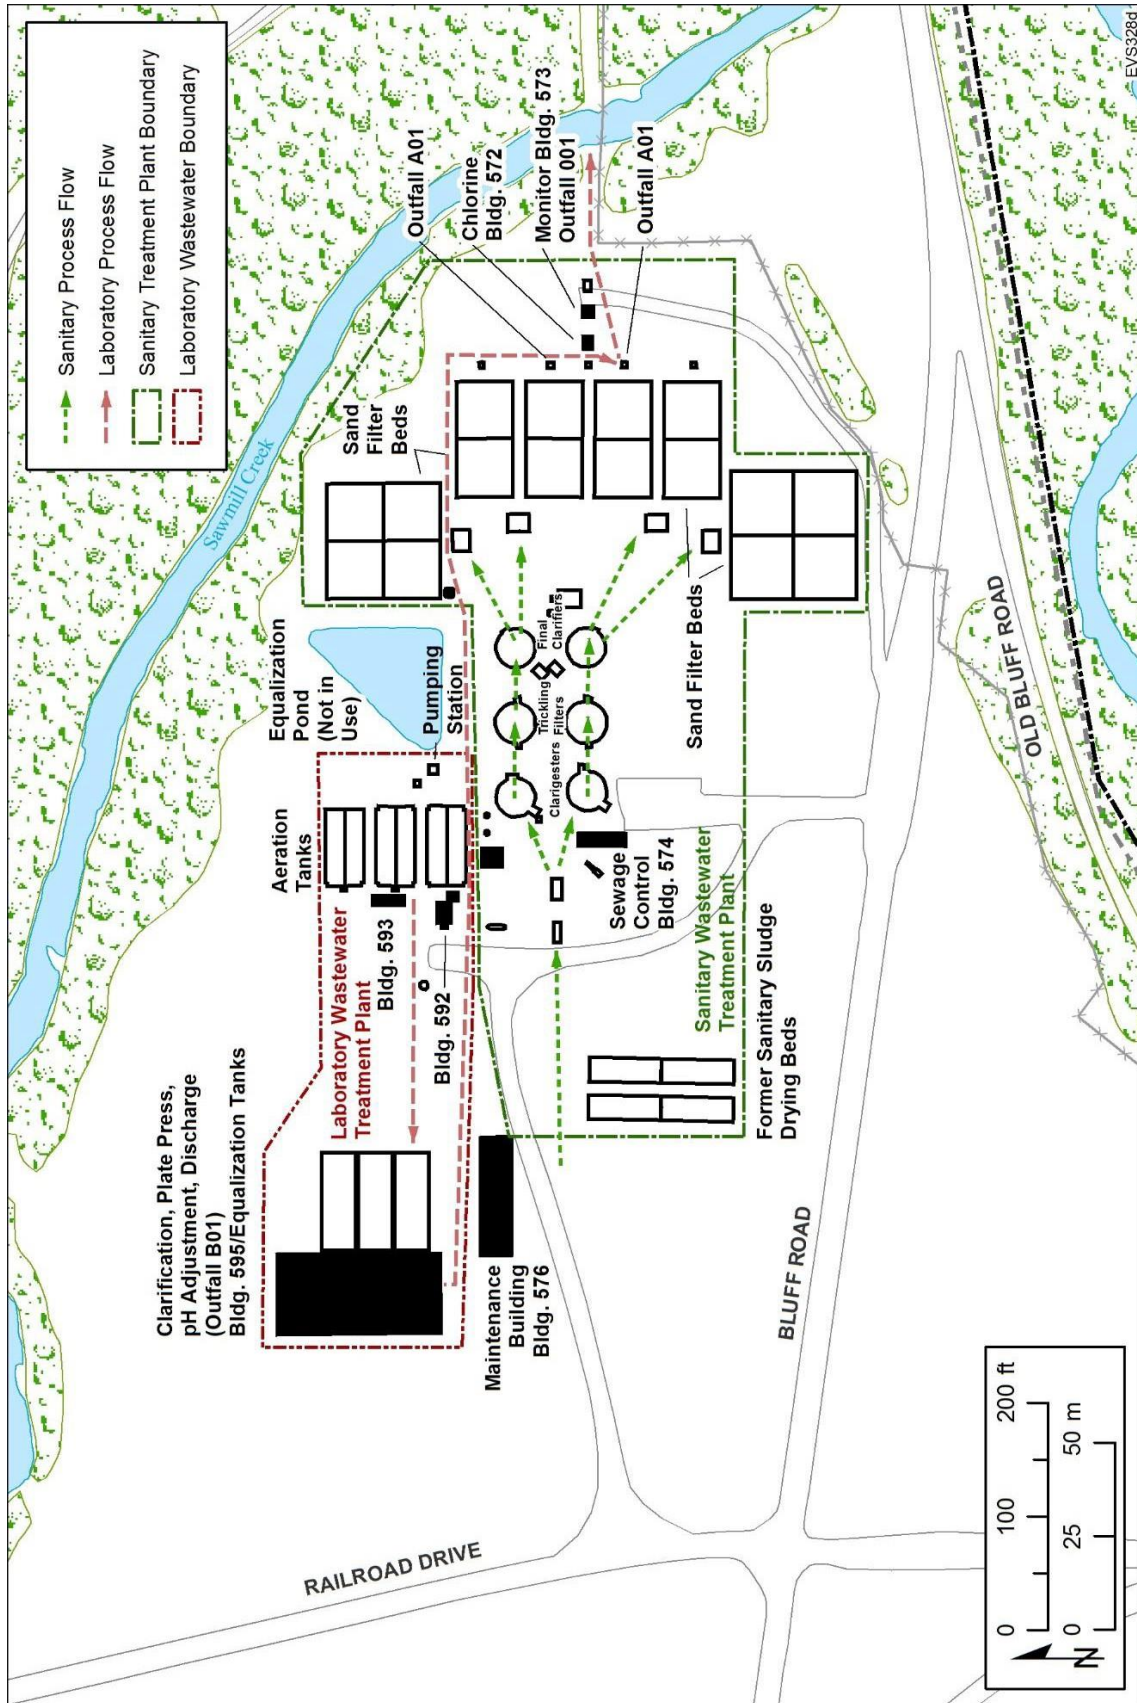 Sanitary Process Flow
Laboratory Process Flow
Sanitary Treatment Plant Boundary
Laboratory Wastewater Boundary
Sawmill Creek
Clarification, Plate Press,
pH Adjustment, Discharge
(Outfall B01)
Bldg. 595/Equalization Tanks
Laboratory Wastewater
Treatment Plant
Bldg. 593
Bldg. 592
Aeration
Tanks
Equalization
Pond
(Not in
Use)
Pumping
Station
Sand
Filter
Beds
Outfall A01
Chlorine
Bldg. 572
Monitor Bldg. 573
Outfall 001
Outfall A01
Maintenance
Building
Bldg. 576
Clarigesters
Trickling
Filters
Final
Clarifiers
Sewage
Control
Bldg. 574
Sand Filter Beds
Sanitary Wastewater
Treatment Plant
Former Sanitary Sludge
Drying Beds
RAILROAD DRIVE
BLUFF ROAD
OLD BLUFF ROAD
N
0 100 200 ft
0 25 50 m
EVS328d